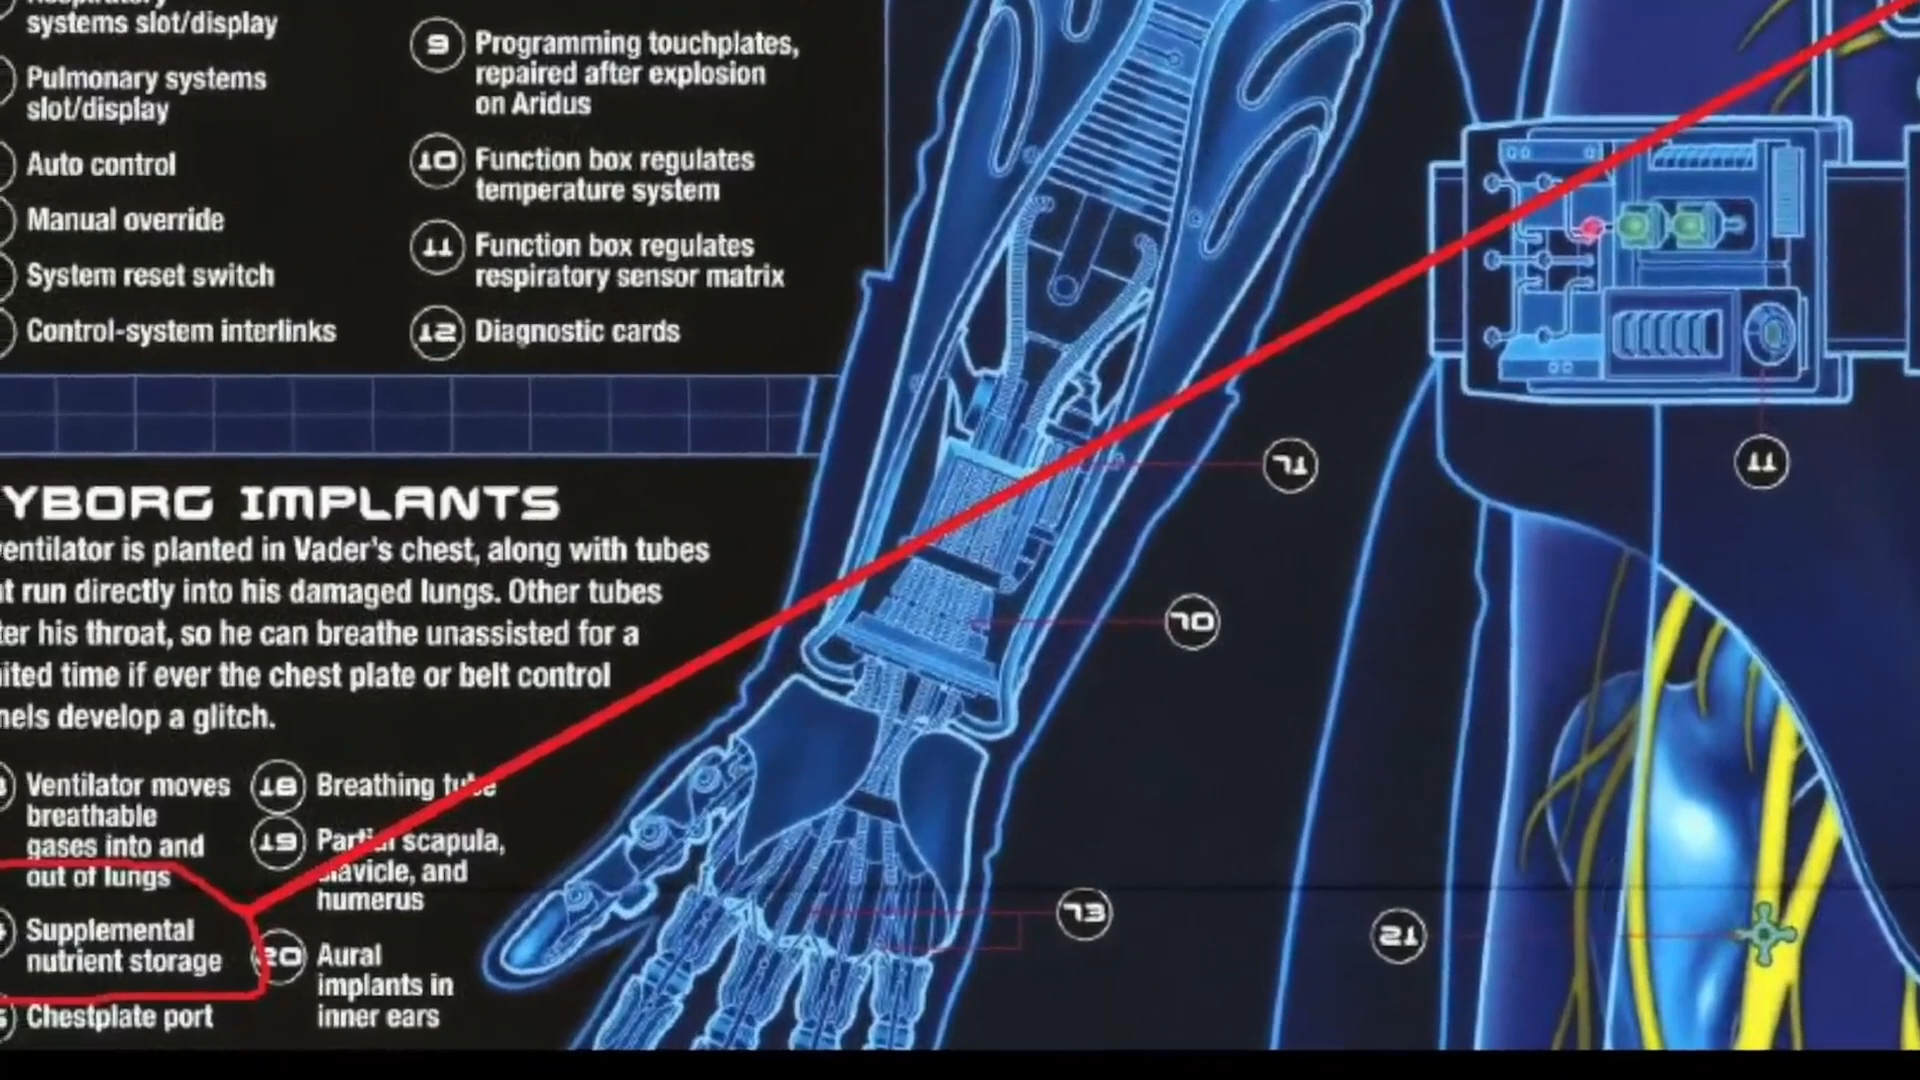 systems slot/display
Pulmonary systems
slot/display
Auto control
Manual override
System reset switch
Control-system interlinks
9 Programming touchplates,
repaired after explosion
on Aridus
10 Function box regulates
temperature system
11 Function box regulates
respiratory sensor matrix
12 Diagnostic cards
YBORG IMPLANTS
entilator is planted in Vader's chest, along with tubes
t run directly into his damaged lungs. Other tubes
er his throat, so he can breathe unassisted for a
ited time if ever the chest plate or belt control
nels develop a glitch.
Ventilator moves
breathable
gases into and
out of lungs
Supplemental
nutrient storage
Chestplate port
18 Breathing tube
19 Partial scapula,
clavicle, and
humerus
20 Aural
implants in
inner ears
71
11
70
73
21